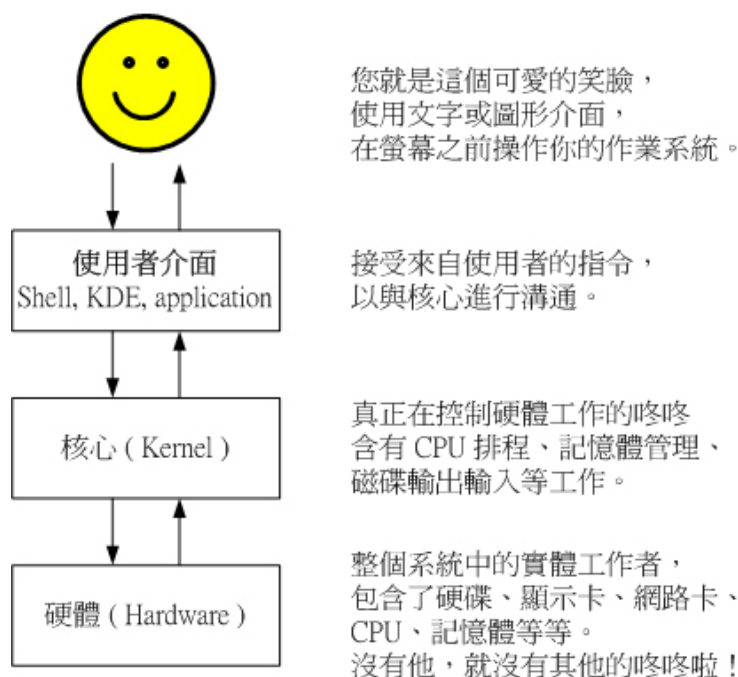 您就是這個可愛的笑臉，
使用文字或圖形介面，
在螢幕之前操作你的作業系統。
使用者介面
Shell, KDE, application
接受來自使用者的指令，
以與核心進行溝通。
核心 ( Kernel )
真正在控制硬體工作的咚咚
含有 CPU 排程、記憶體管理、
磁碟輸出輸入等工作。
硬體 ( Hardware )
整個系統中的實體工作者，
包含了硬碟、顯示卡、網路卡、
CPU、記憶體等等。
沒有他，就沒有其他的咚咚啦！